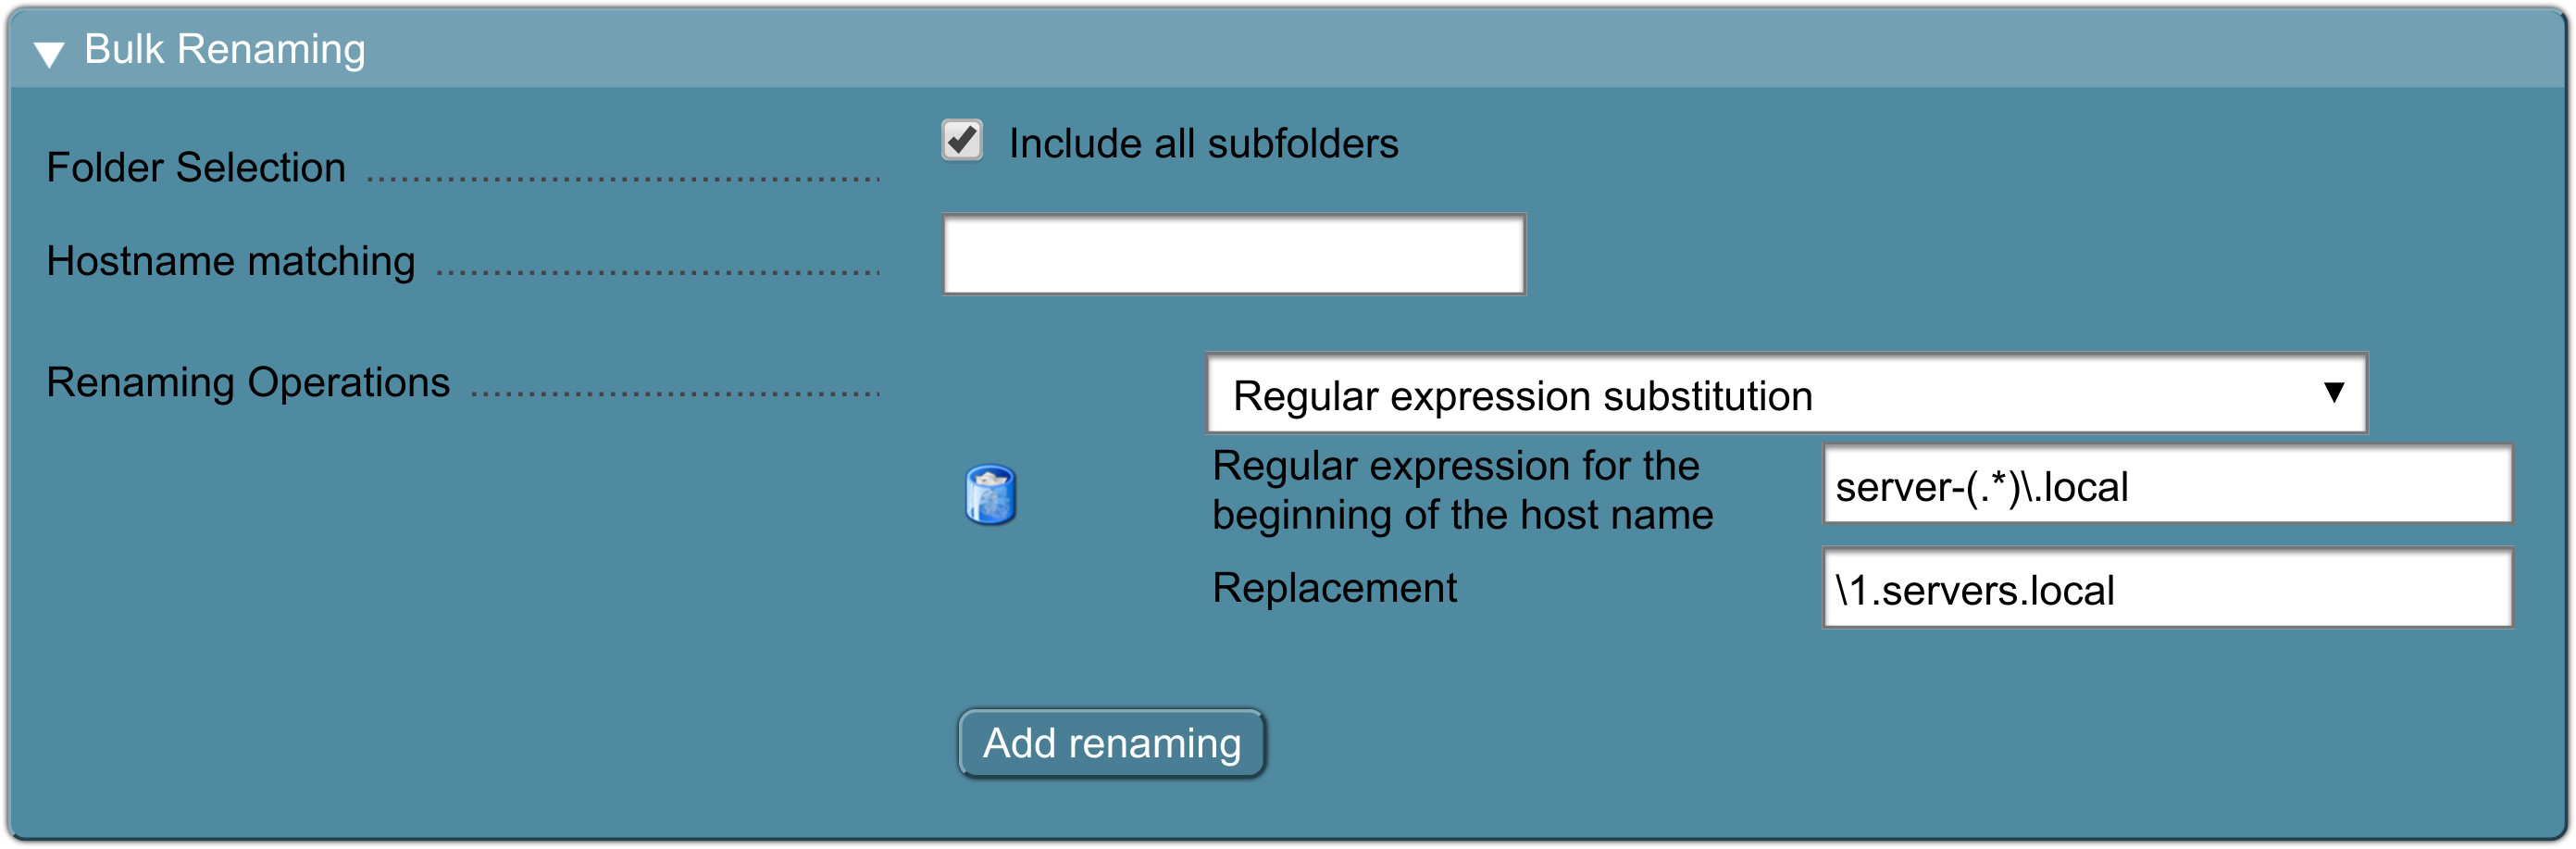 Bulk Renaming
Folder Selection
Include all subfolders
Hostname matching
Renaming Operations
Regular expression substitution
Regular expression for the
beginning of the host name
server-(.*)\.local
Replacement
\1.servers.local
Add renaming